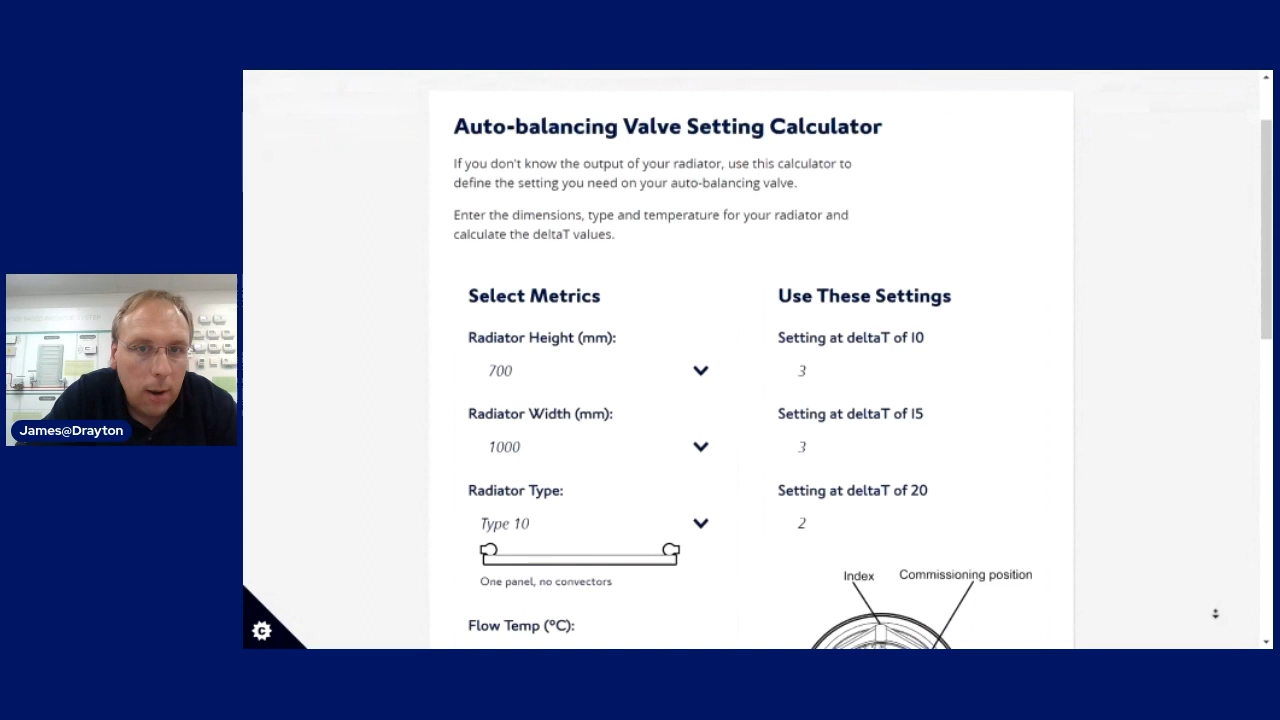 Auto-balancing Valve Setting Calculator
If you don't know the output of your radiator, use this calculator to
define the setting you need on your auto-balancing valve.
Enter the dimensions, type and temperature for your radiator and
calculate the deltaT values.
Select Metrics
Radiator Height (mm):
700
Radiator Width (mm):
1000
Radiator Type:
Type 10
One panel, no convectors
Flow Temp (ºC):
Use These Settings
Setting at deltaT of 10
3
Setting at deltaT of 15
3
Setting at deltaT of 20
2
Index
Commissioning position
James@Drayton
C